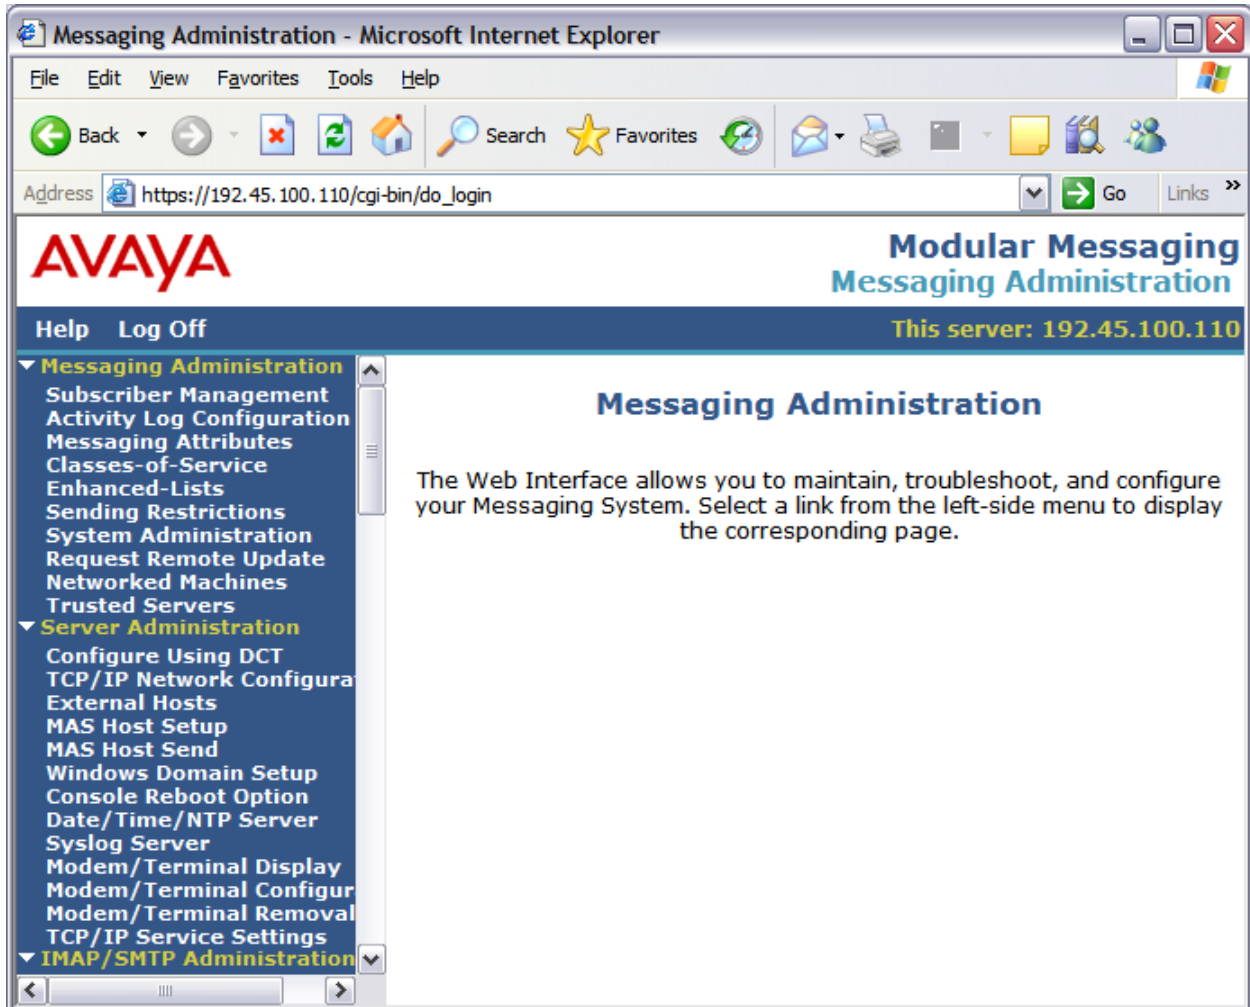 Messaging Administration - Microsoft Internet Explorer
File Edit View Favorites Tools Help
Back Search Favorites
Address https://192.45.100.110/cgi-bin/do_login Go Links »
AVAYA
Modular Messaging
Messaging Administration
Help Log Off This server: 192.45.100.110
Messaging Administration
Subscriber Management
Activity Log Configuration
Messaging Attributes
Classes-of-Service
Enhanced-Lists
Sending Restrictions
System Administration
Request Remote Update
Networked Machines
Trusted Servers
Server Administration
Configure Using DCT
TCP/IP Network Configura
External Hosts
MAS Host Setup
MAS Host Send
Windows Domain Setup
Console Reboot Option
Date/Time/NTP Server
Syslog Server
Modem/Terminal Display
Modem/Terminal Configur
Modem/Terminal Removal
TCP/IP Service Settings
IMAP/SMTP Administration
Messaging Administration
The Web Interface allows you to maintain, troubleshoot, and configure
your Messaging System. Select a link from the left-side menu to display
the corresponding page.